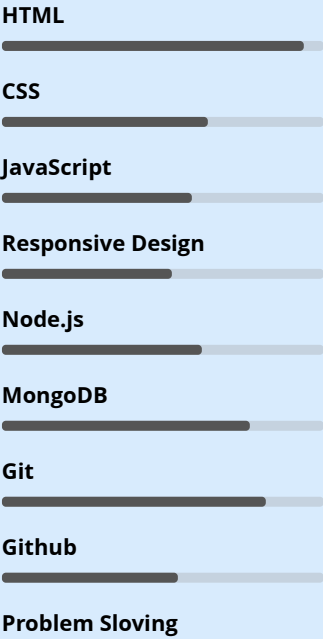 HTML
CSS
JavaScript
Responsive Design
Node.js
MongoDB
Git
Github
Problem Sloving